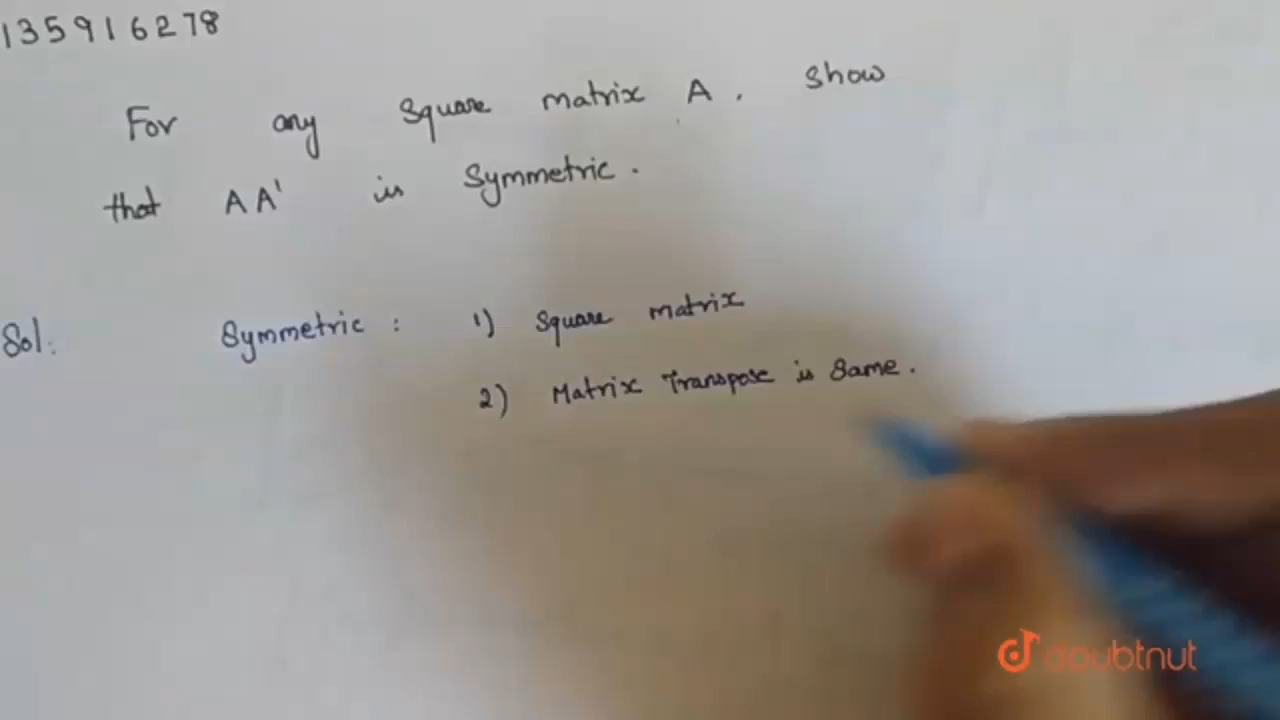 135916278
For any square matrix A. Show
that AA' is Symmetric.
Sol: Symmetric : 1) Square matrix
2) Matrix Transpose is Same.
doubtnut